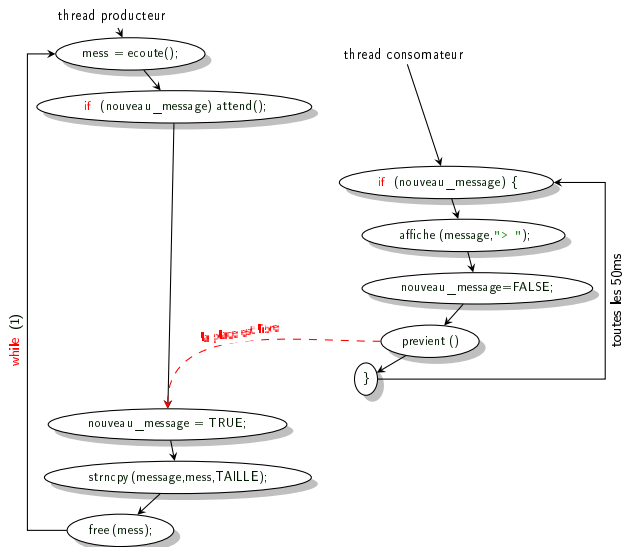 thread producteur
mess = ecoute();
if (nouveau_message) attend();
thread consomateur
if (nouveau_message) {
affiche (message,"> ");
nouveau_message=FALSE;
previent ()
}
toutes les 50ms
la place est libre
while (1)
nouveau_message = TRUE;
strncpy (message,mess,TAILLE);
free (mess);